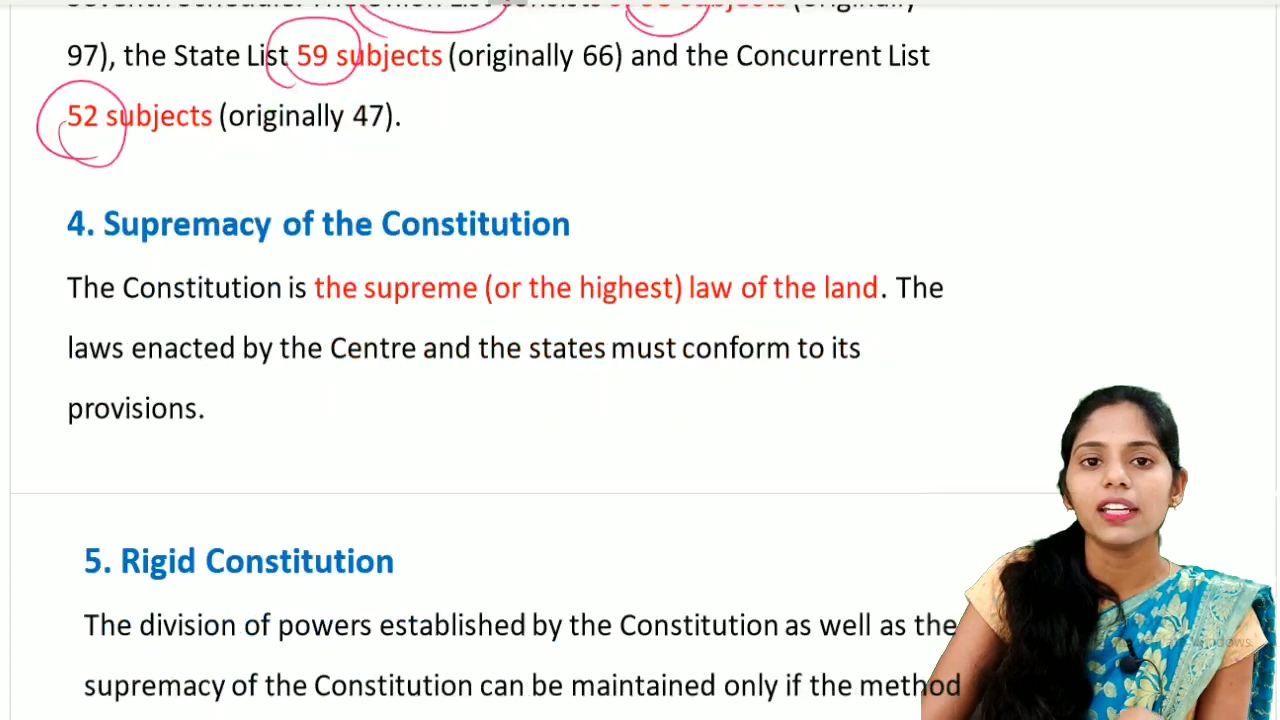 97), the State List 59 subjects (originally 66) and the Concurrent List
52 subjects (originally 47).
4. Supremacy of the Constitution
The Constitution is the supreme (or the highest) law of the land. The
laws enacted by the Centre and the states must conform to its
provisions.
5. Rigid Constitution
The division of powers established by the Constitution as well as the
supremacy of the Constitution can be maintained only if the method